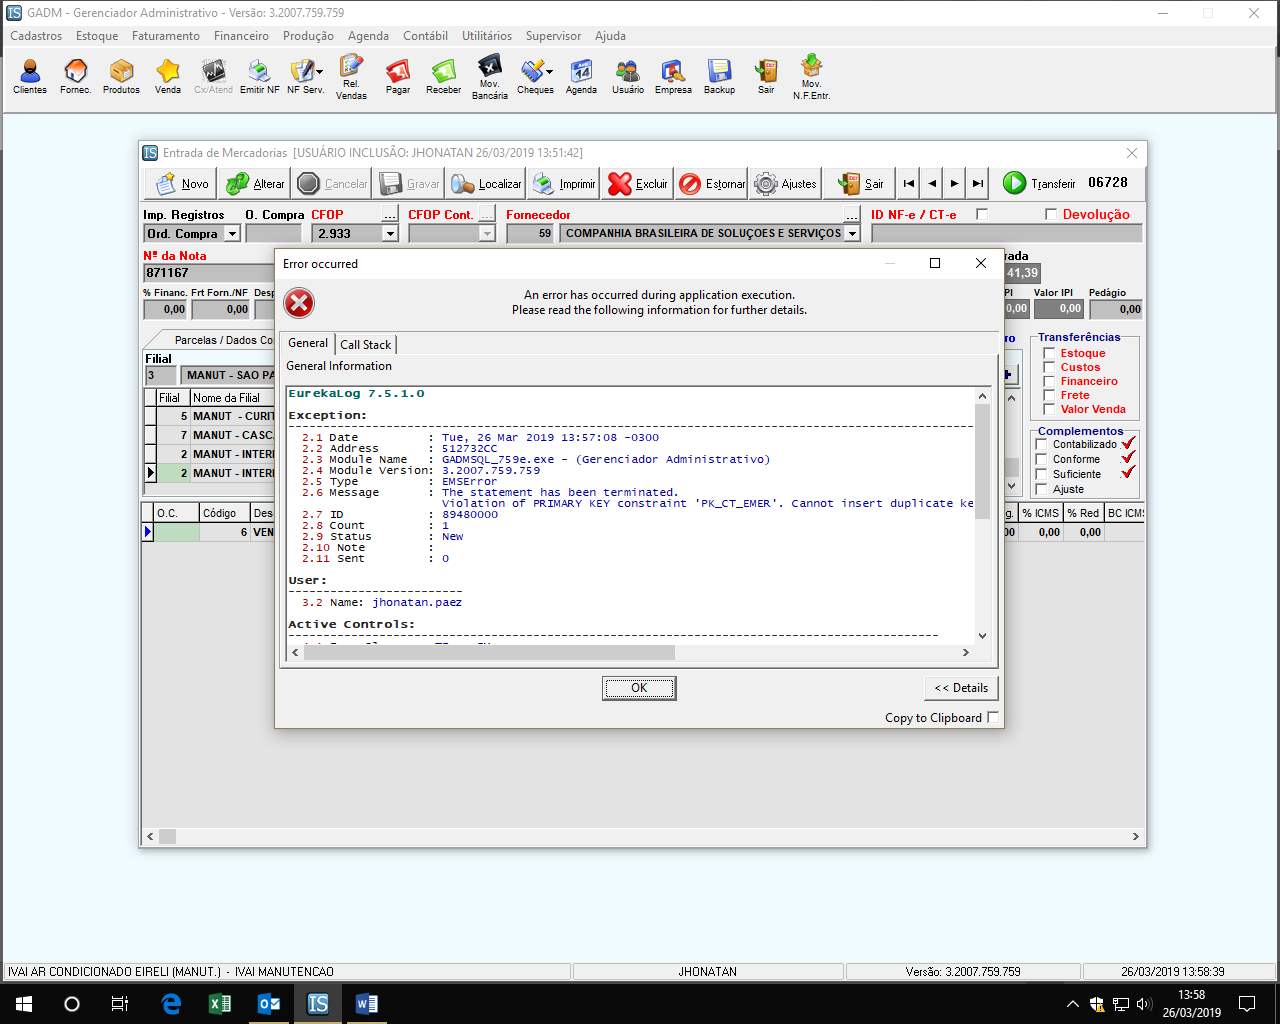 IS GADM - Gerenciador Administrativo - Versão: 3.2007.759.759
Cadastros Estoque Faturamento Financeiro Produção Agenda Contábil Utilitários Supervisor Ajuda
Clientes Fornec. Produtos Venda Cx/Atend Emitir NF NF Serv. Rel. Vendas Pagar Receber Mov. Bancária Cheques Agenda Usuário Empresa Backup Sair Mov. N.F.Entr.
IS Entrada de Mercadorias [USUÁRIO INCLUSÃO: JHONATAN 26/03/2019 13:51:42]
Novo Alterar Cancelar Gravar Localizar Imprimir Excluir Estornar Ajustes Sair Transferir 06728
Imp. Registros O. Compra CFOP ... CFOP Cont. ... Fornecedor ... ID NF-e / CT-e Devolução
Ord. Compra 2.933 59 COMPANHIA BRASILEIRA DE SOLUÇOES E SERVIÇOS
Nº da Nota rada
871167 41,39
% Financ. Frt Forn./NF Desp PI Valor IPI Pedágio
0,00 0,00 0,00 0,00 0,00
Parcelas / Dados Co ro
Filial
3 MANUT - SAO PA
Filial Nome da Filial
5 MANUT - CURIT
7 MANUT - CASC
2 MANUT - INTERI
2 MANUT - INTERI
Transferências
Estoque
Custos
Financeiro
Frete
Valor Venda
Complementos
Contabilizado
Conforme
Suficiente
Ajuste
O.C. Código Des g. % ICMS % Red BC ICMS
6 VEN 00 0,00 0,00
Error occurred
An error has occurred during application execution.
Please read the following information for further details.
General Call Stack
General Information
EurekaLog 7.5.1.0
Exception:
2.1 Date : Tue, 26 Mar 2019 13:57:08 -0300
2.2 Address : 512732CC
2.3 Module Name : GADMSQL_759e.exe - (Gerenciador Administrativo)
2.4 Module Version: 3.2007.759.759
2.5 Type : EMSError
2.6 Message : The statement has been terminated.
Violation of PRIMARY KEY constraint 'PK_CT_EMER'. Cannot insert duplicate ke
2.7 ID : 89480000
2.8 Count : 1
2.9 Status : New
2.10 Note :
2.11 Sent : 0
User:
3.2 Name: jhonatan.paez
Active Controls:
OK << Details
Copy to Clipboard
IVAI AR CONDICIONADO EIRELI (MANUT.) - IVAI MANUTENCAO JHONATAN Versão: 3.2007.759.759 26/03/2019 13:58:39
13:58
26/03/2019